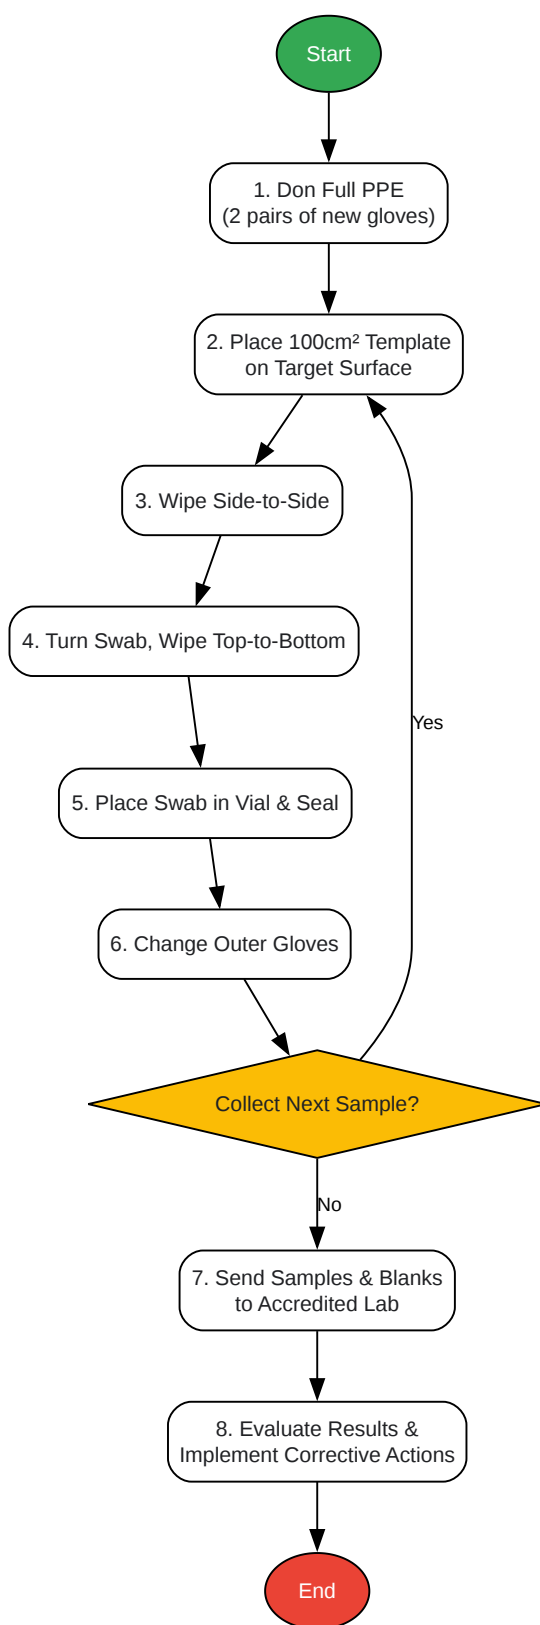 Start
1. Don Full PPE
(2 pairs of new gloves)
2. Place 100cm² Template
on Target Surface
3. Wipe Side-to-Side
4. Turn Swab, Wipe Top-to-Bottom
Yes
5. Place Swab in Vial & Seal
6. Change Outer Gloves
Collect Next Sample?
No
7. Send Samples & Blanks
to Accredited Lab
8. Evaluate Results &
Implement Corrective Actions
End